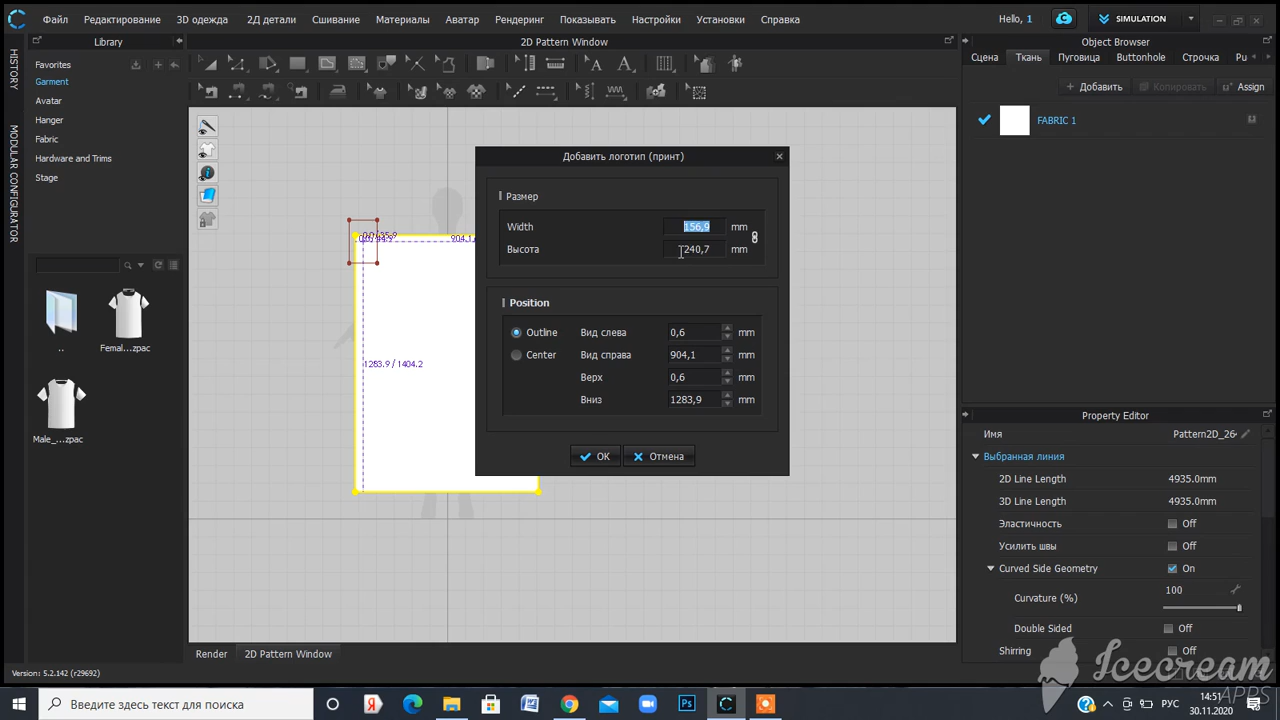 Файл Редактирование 3D одежда 2Д детали Сшивание Материалы Аватар Рендеринг Показывать Настройки Установки Справка Hello, 1 SIMULATION
HISTORY
MODULAR CONFIGURATOR
Library
Favorites
Garment
Avatar
Hanger
Fabric
Hardware and Trims
Stage
..
Femal...zpac
Male_...zpac
2D Pattern Window
904.1
1283.9 / 1404.2
Добавить логотип (принт)
Размер
Width 156,9 mm
Высота 240,7 mm
Position
Outline Вид слева 0,6 mm
Center Вид справа 904,1 mm
Верх 0,6 mm
Вниз 1283,9 mm
OK Отмена
Render 2D Pattern Window
Object Browser
Сцена Ткань Пуговица Buttonhole Строчка Pu
+ Добавить Копировать Assign
FABRIC 1
Property Editor
Имя Pattern2D_26
Выбранная линия
2D Line Length 4935.0mm
3D Line Length 4935.0mm
Эластичность Off
Усилить швы Off
Curved Side Geometry On
Curvature (%) 100
Double Sided Off
Shirring Off
Version: 5.2.142 (r29692)
Icecream
APPS
Введите здесь текст для поиска
РУС
14:51
30.11.2020